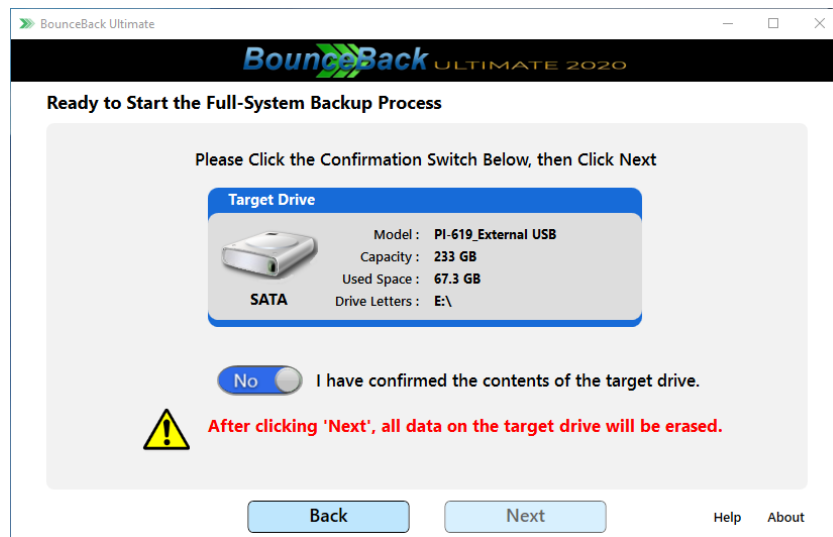 BounceBack Ultimate
BounceBack ULTIMATE 2020
Ready to Start the Full-System Backup Process
Please Click the Confirmation Switch Below, then Click Next
Target Drive
Model : PI-619_External USB
Capacity : 233 GB
Used Space : 67.3 GB
SATA Drive Letters : E:\
No I have confirmed the contents of the target drive.
After clicking 'Next', all data on the target drive will be erased.
Back Next Help About